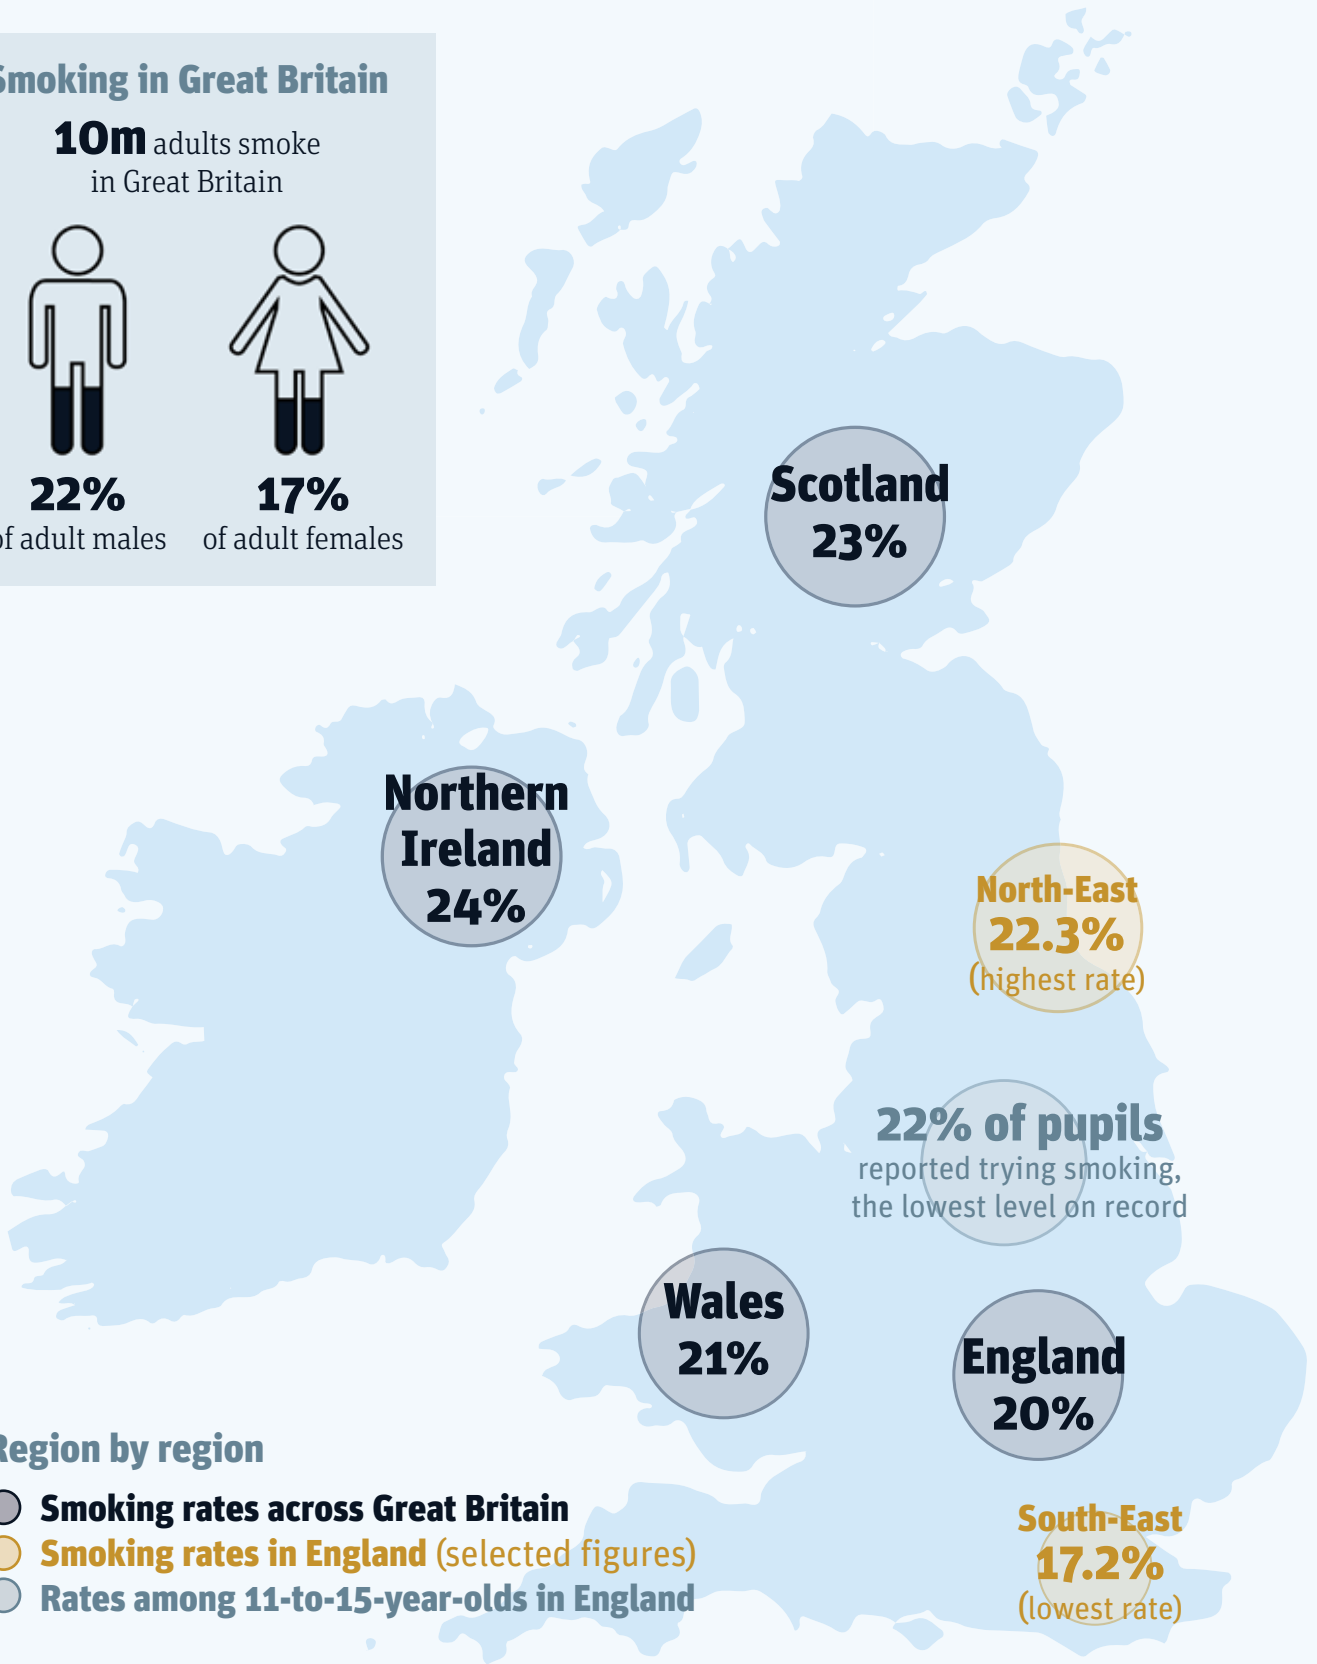 Smoking in Great Britain
10m adults smoke
in Great Britain
22%
of adult males
17%
of adult females
Scotland
23%
Northern
Ireland
24%
North-East
22.3%
(highest rate)
22% of pupils
reported trying smoking,
the lowest level on record
Wales
21%
England
20%
South-East
17.2%
(lowest rate)
Region by region
Smoking rates across Great Britain
Smoking rates in England (selected figures)
Rates among 11-to-15-year-olds in England